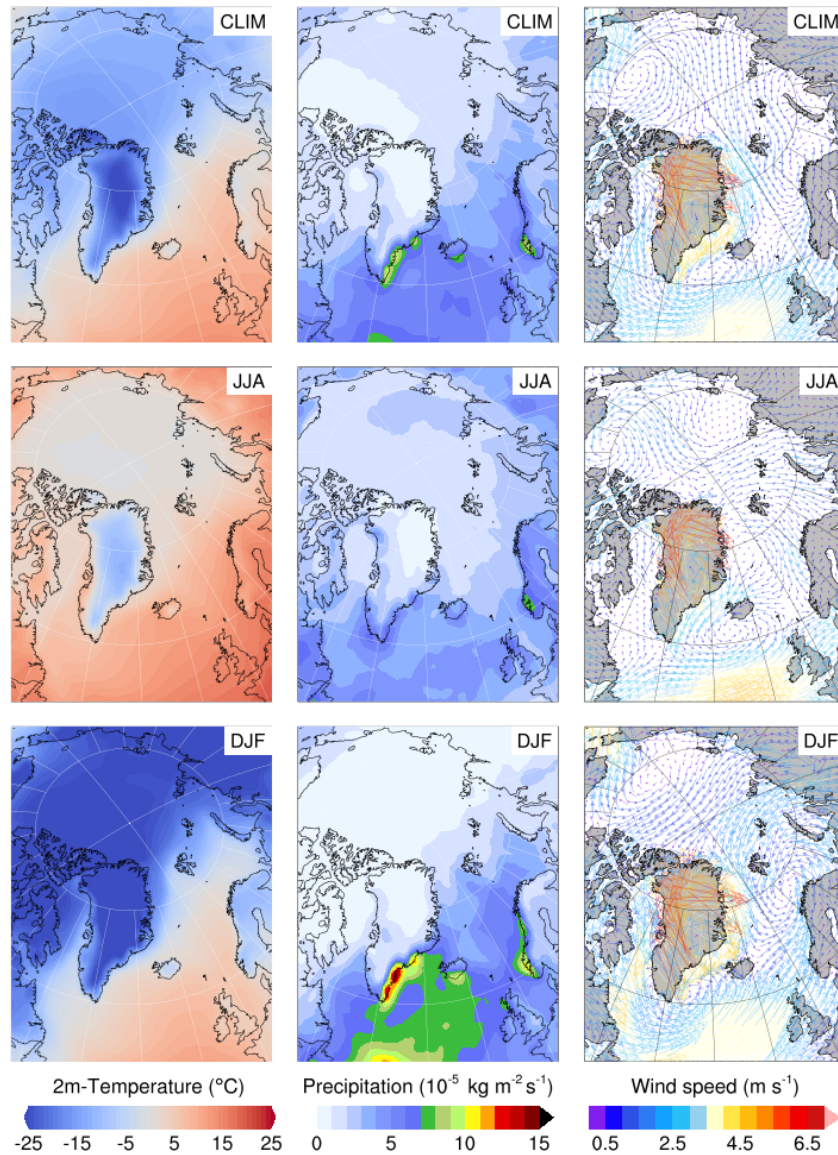 CLIM CLIM CLIM
JJA JJA JJA
DJF DJF DJF
2m-Temperature (°C) Precipitation (10⁻⁵ kg m⁻² s⁻¹) Wind speed (m s⁻¹)
-25 -15 5 5 25 0 5 10 15 0.5 2.5 4.5 6.5